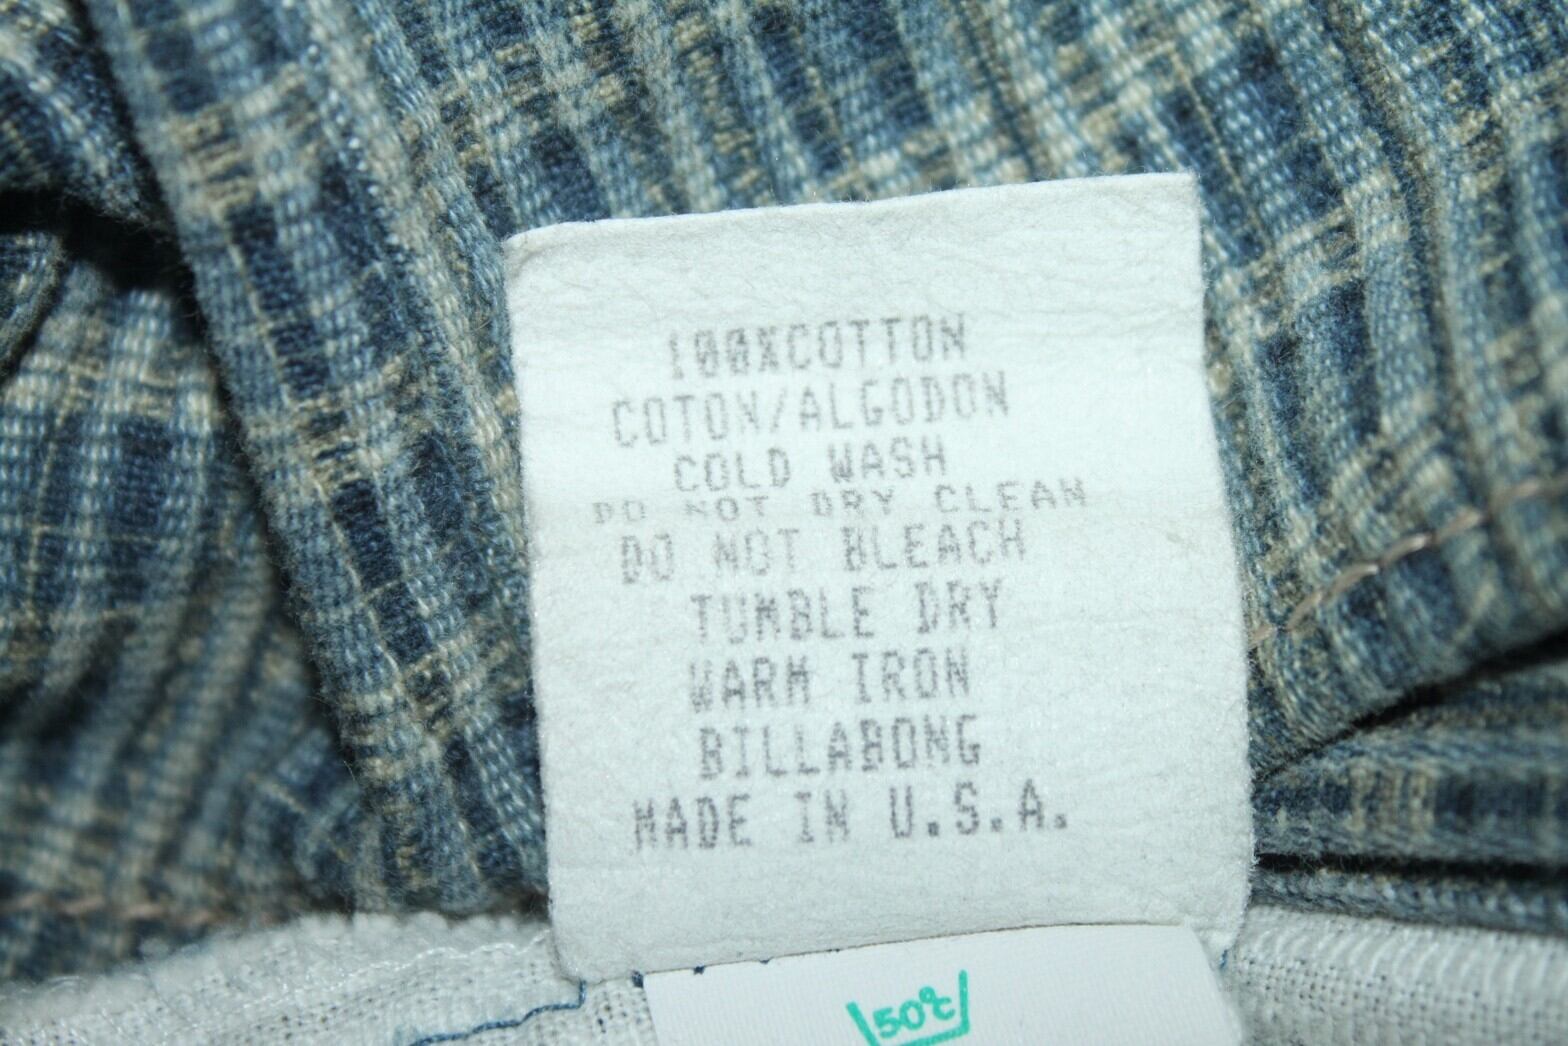 100%COTTON
COTON/ALGODON
COLD WASH
DO NOT DRY CLEAN
DO NOT BLEACH
TUMBLE DRY
WARM IRON
BILLABONG
MADE IN U.S.A.
50℃